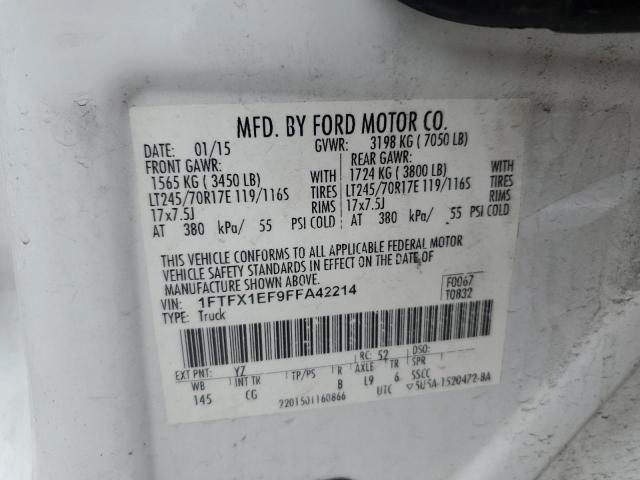 MFD. BY FORD MOTOR CO.
DATE: 01/15 GVWR: 3198 KG ( 7050 LB)
FRONT GAWR: REAR GAWR:
1565 KG ( 3450 LB) WITH 1724 KG ( 3800 LB) WITH
LT245/70R17E 119/116S TIRES LT245/70R17E 119/116S TIRES
17x7.5J RIMS 17x7.5J RIMS
AT 380 kPa/ 55 PSI COLD AT 380 kPa/ 55 PSI COLD
THIS VEHICLE CONFORMS TO ALL APPLICABLE FEDERAL MOTOR
VEHICLE SAFETY STANDARDS IN EFFECT ON THE DATE OF
MANUFACTURE SHOWN ABOVE.
VIN: 1FTFX1EF9FFA42214 F0067
TYPE: Truck T0832
EXT PNT: YZ RC: 52 DSO:
WB INT TR TP/PS R AXLE TR SPR
145 CG B L9 6 SSCC
2201501160866 UTC ▽5U5A-1520472-BA